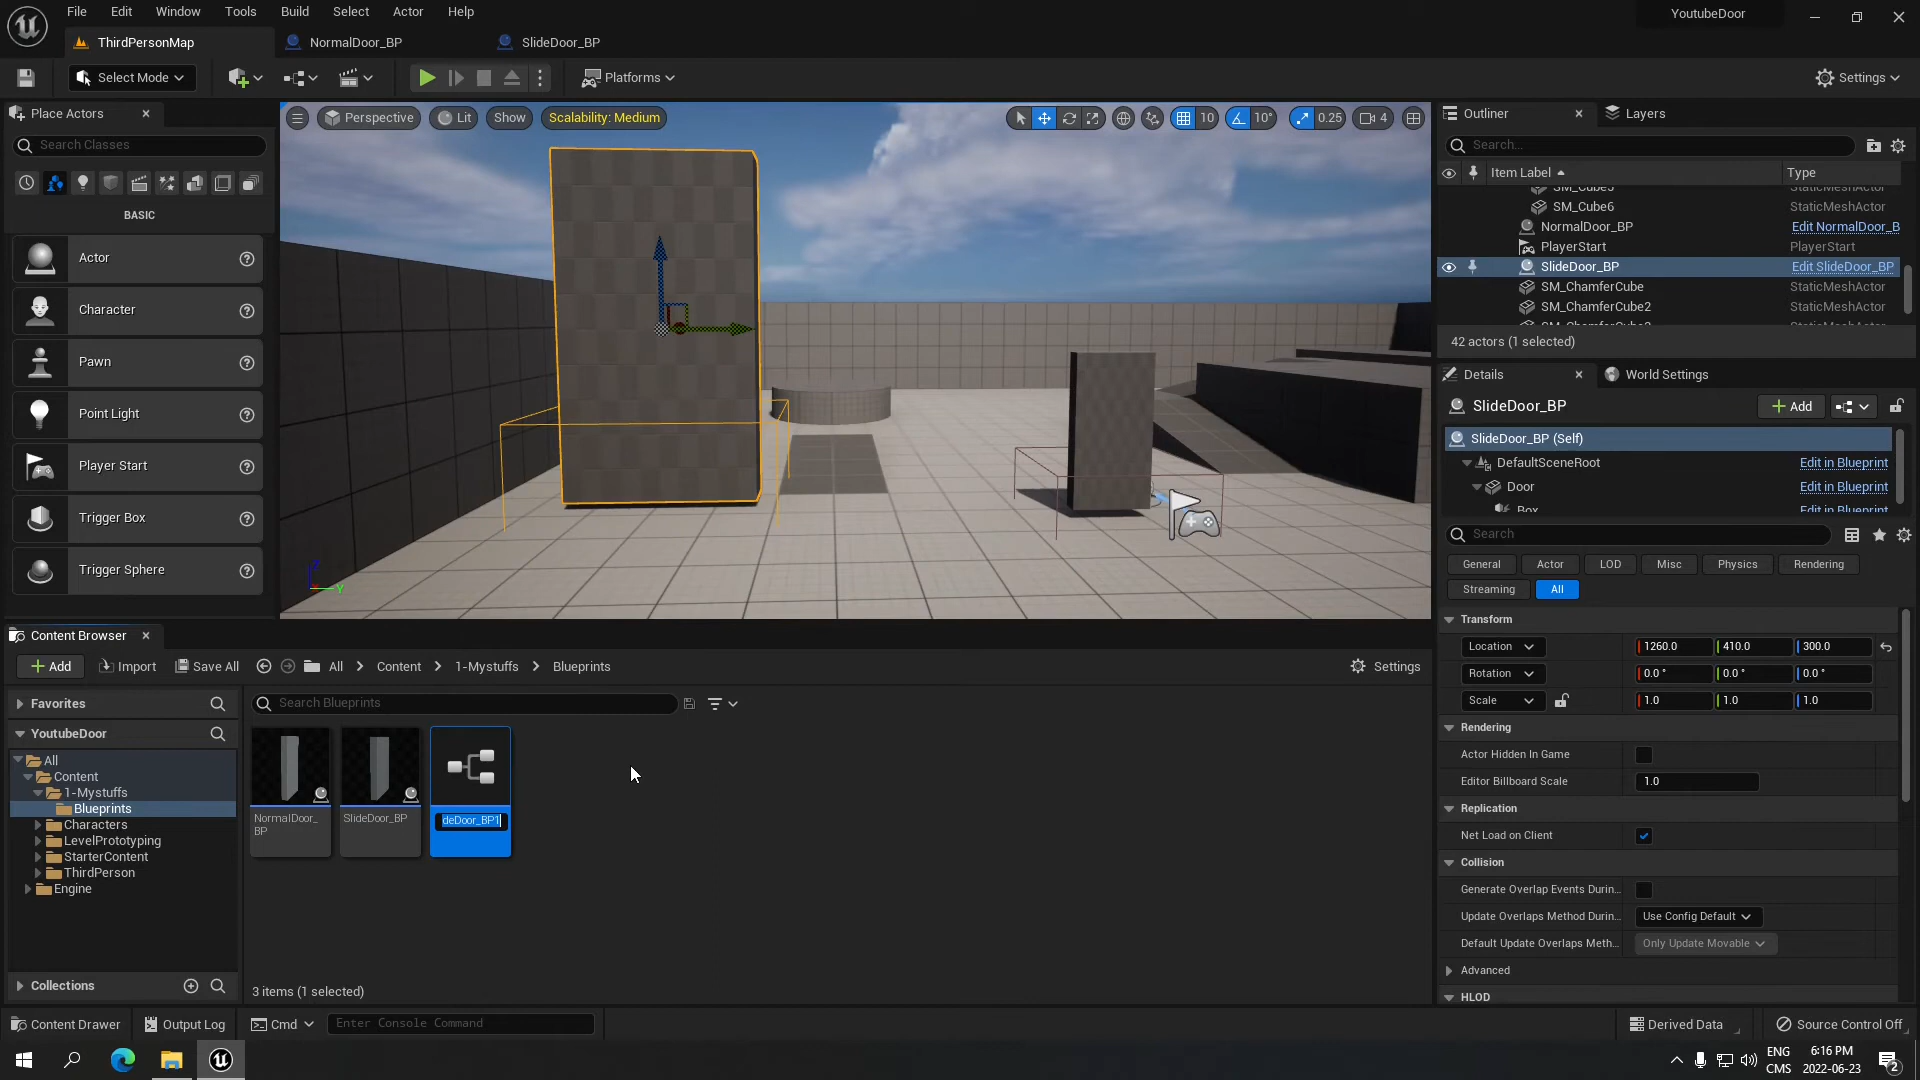 File Edit Window Tools Build Select Actor Help
YoutubeDoor
ThirdPersonMap NormalDoor_BP SlideDoor_BP
Select Mode Platforms Settings
Place Actors
Search Classes
BASIC
Actor
Character
Pawn
Point Light
Player Start
Trigger Box
Trigger Sphere
Perspective Lit Show Scalability: Medium 10 10° 0.25 4
Z
Y
Outliner Layers
Search...
Item Label Type
StaticMeshActor
SM_Cube6 StaticMeshActor
NormalDoor_BP Edit NormalDoor_B
PlayerStart PlayerStart
SlideDoor_BP Edit SlideDoor_BP
SM_ChamferCube StaticMeshActor
SM_ChamferCube2 StaticMeshActor
42 actors (1 selected)
Details World Settings
SlideDoor_BP Add
SlideDoor_BP (Self)
DefaultSceneRoot Edit in Blueprint
Door Edit in Blueprint
Box Edit in Blueprint
Search
General Actor LOD Misc Physics Rendering
Streaming All
Transform
Location 1260.0 410.0 300.0
Rotation 0.0 ° 0.0 ° 0.0 °
Scale 1.0 1.0 1.0
Rendering
Actor Hidden In Game
Editor Billboard Scale 1.0
Replication
Net Load on Client
Collision
Generate Overlap Events Durin...
Update Overlaps Method Durin... Use Config Default
Default Update Overlaps Meth... Only Update Movable
Advanced
HLOD
Content Browser
Add Import Save All All Content 1-Mystuffs Blueprints Settings
Favorites
YoutubeDoor
All
Content
1-Mystuffs
Blueprints
Characters
LevelPrototyping
StarterContent
ThirdPerson
Engine
Collections
Search Blueprints
NormalDoor_
BP
SlideDoor_BP
deDoor_BP1
3 items (1 selected)
Content Drawer Output Log Cmd Enter Console Command Derived Data Source Control Off
ENG
CMS
6:16 PM
2022-06-23
2